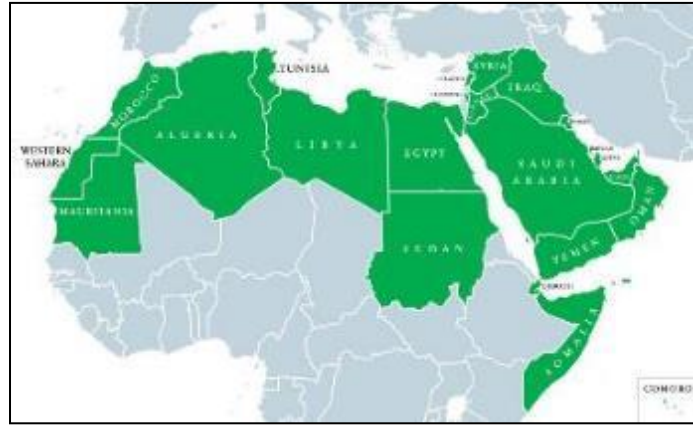 TUNISIA
SYRIA
IRAQ
MOROCCO
ALGERIA
LIBYA
EGYPT
WESTERN
SAHARA
SAUDI
ARABIA
MAURITANIA
OMAN
SUDAN
YEMEN
SOMALIA
COMORO